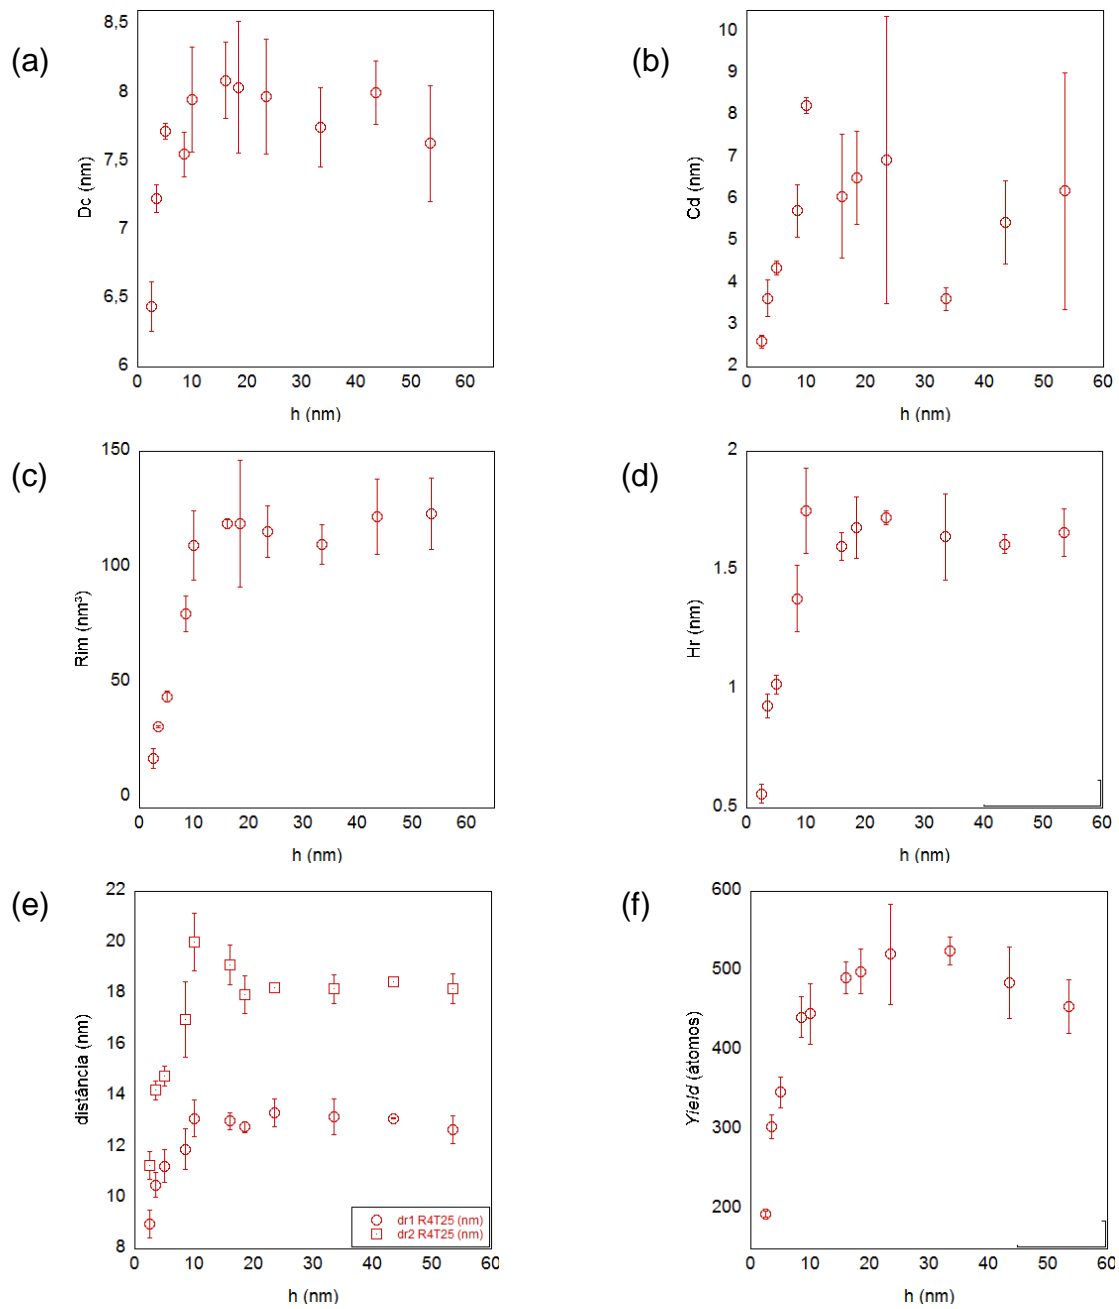 (a)
8,5
8
7.5
7
6.5
6
Dc (nm)
0 10 20 30 40 50 60
h (nm)
(b)
10
9
8
7
6
5
4
3
2
Cd (nm)
0 10 20 30 40 50 60
h (nm)
(c)
150
100
50
0
Rim (nm³)
0 10 20 30 40 50 60
h (nm)
(d)
2
1.5
1
0.5
Hr (nm)
0 10 20 30 40 50 60
h (nm)
(e)
22
20
18
16
14
12
10
8
distância (nm)
dr1 R4T25 (nm)
dr2 R4T25 (nm)
0 10 20 30 40 50 60
h (nm)
(f)
600
500
400
300
200
Yield (átomos)
0 10 20 30 40 50 60
h (nm)